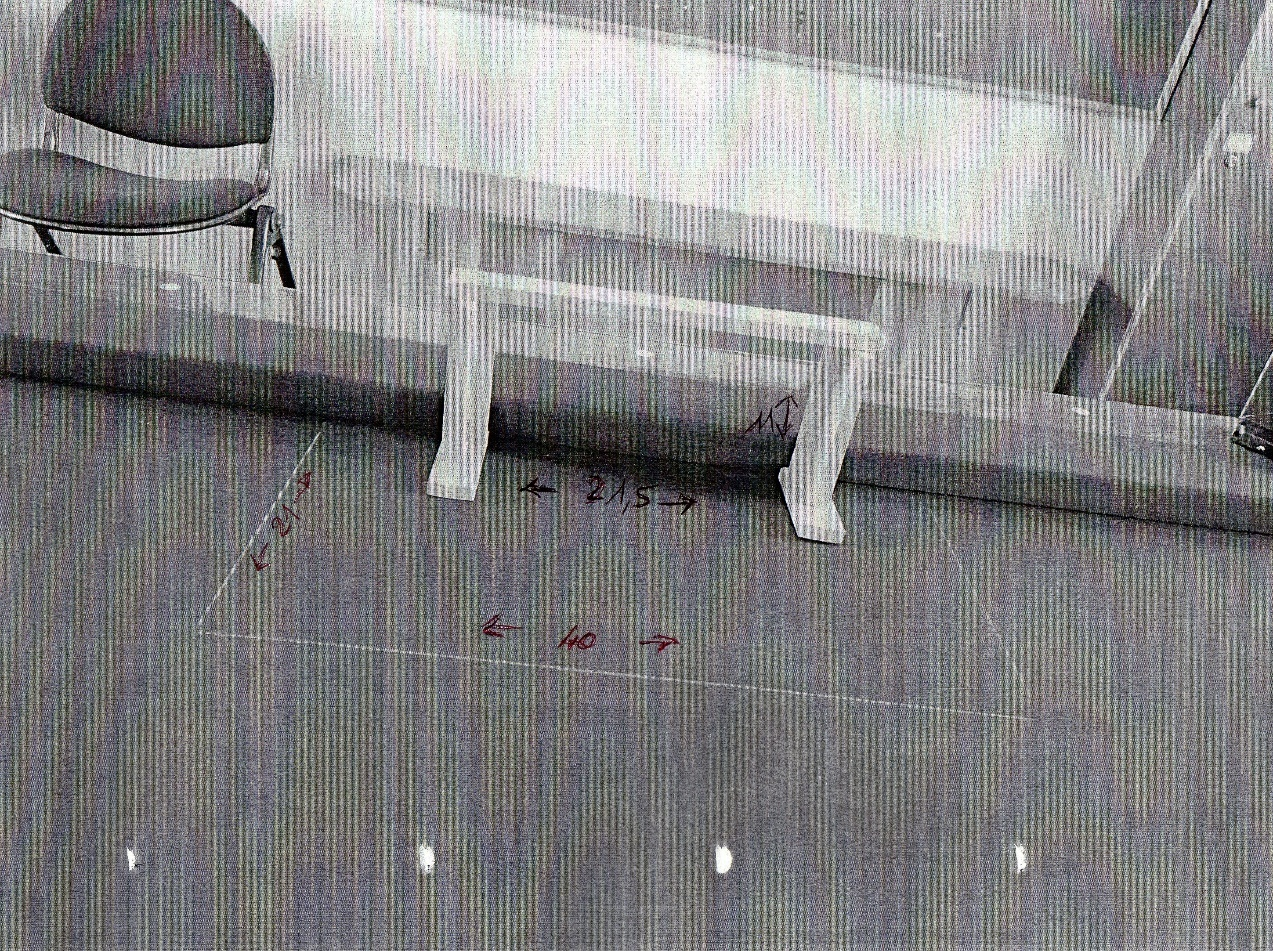 11
← 21,5 →
← 21 →
← 40 →